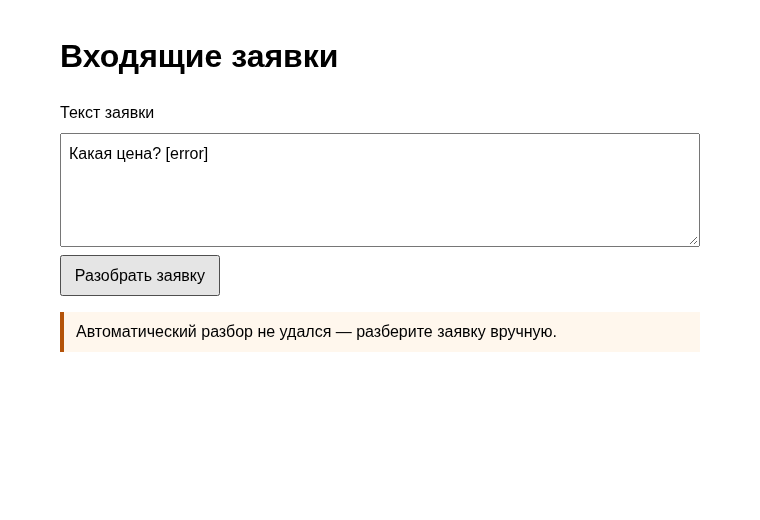 Входящие заявки
Текст заявки
Какая цена? [error]
Разобрать заявку
Автоматический разбор не удался — разберите заявку вручную.